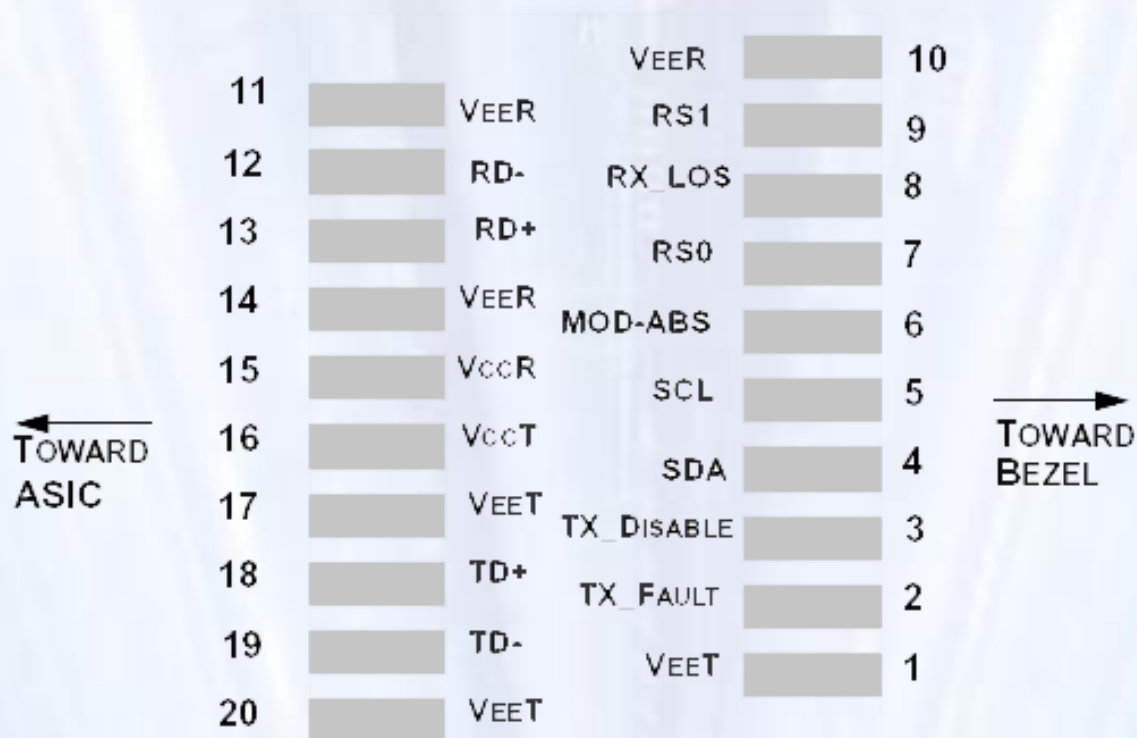 VEER 10
11 VEER
RS1 9
12 RD-
RX_LOS 8
13 RD+
RS0 7
14 VEER
MOD-ABS 6
15 VCCR
SCL 5
16 VCCT
TOWARD ASIC
TOWARD BEZEL
SDA 4
17 VEET
TX_DISABLE 3
18 TD+
TX_FAULT 2
19 TD-
VEET 1
20 VEET